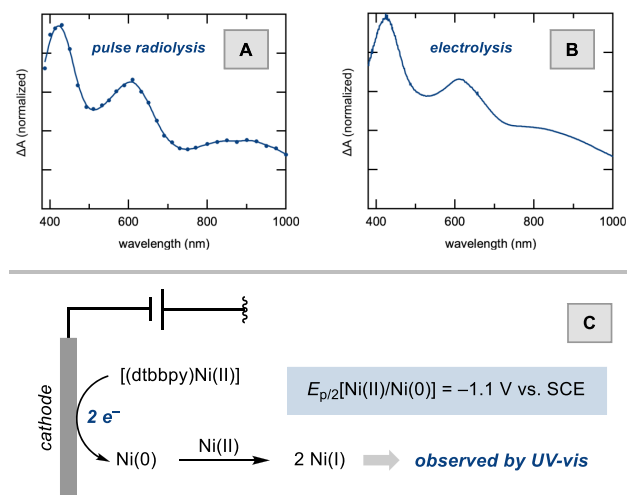 pulse radiolysis
A
ΔA (normalized)
400 600 800 1000
wavelength (nm)
electrolysis
B
ΔA (normalized)
400 600 800 1000
wavelength (nm)
C
cathode
[(dtbbpy)Ni(II)]
2 e–
Ep/2[Ni(II)/Ni(0)] = –1.1 V vs. SCE
Ni(0) Ni(II) 2 Ni(I) observed by UV-vis